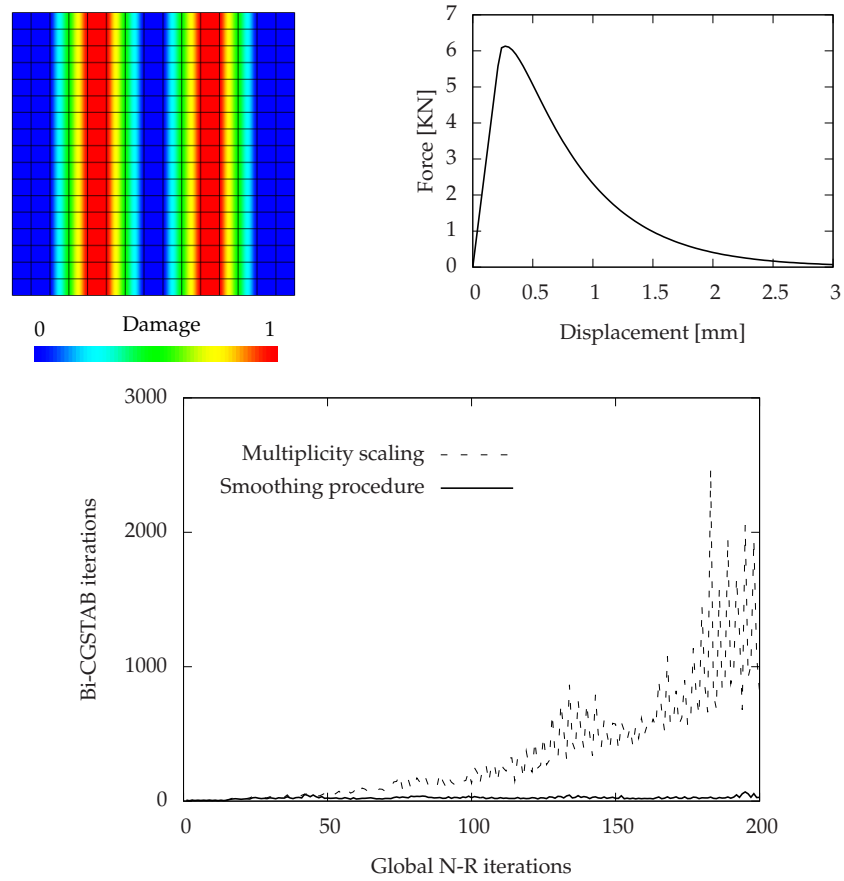 0 Damage 1
Force [KN]
7
6
5
4
3
2
1
0
0 0.5 1 1.5 2 2.5 3
Displacement [mm]
Bi-CGSTAB iterations
3000
2000
1000
0
Multiplicity scaling
Smoothing procedure
0 50 100 150 200
Global N-R iterations